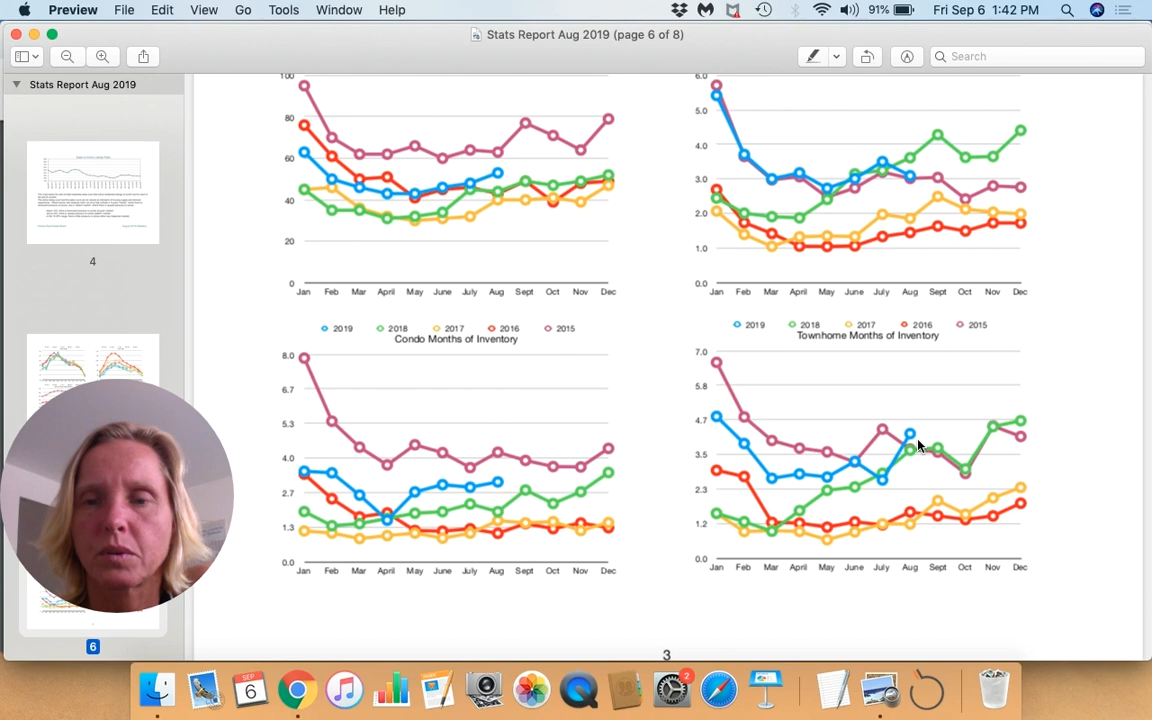 Preview File Edit View Go Tools Window Help 91% Fri Sep 6 1:42 PM
Stats Report Aug 2019 (page 6 of 8)
Search
Stats Report Aug 2019
4
6
100
80
60
40
20
0
Jan Feb Mar April May June July Aug Sept Oct Nov Dec
6.0
5.0
4.0
3.0
2.0
1.0
0.0
Jan Feb Mar April May June July Aug Sept Oct Nov Dec
2019 2018 2017 2016 2015
Condo Months of Inventory
8.0
6.7
5.3
4.0
2.7
1.3
0.0
Jan Feb Mar April May June July Aug Sept Oct Nov Dec
2019 2018 2017 2016 2015
Townhome Months of Inventory
7.0
5.8
4.7
3.5
2.3
1.2
0.0
Jan Feb Mar April May June July Aug Sept Oct Nov Dec
3
SEP
6
2